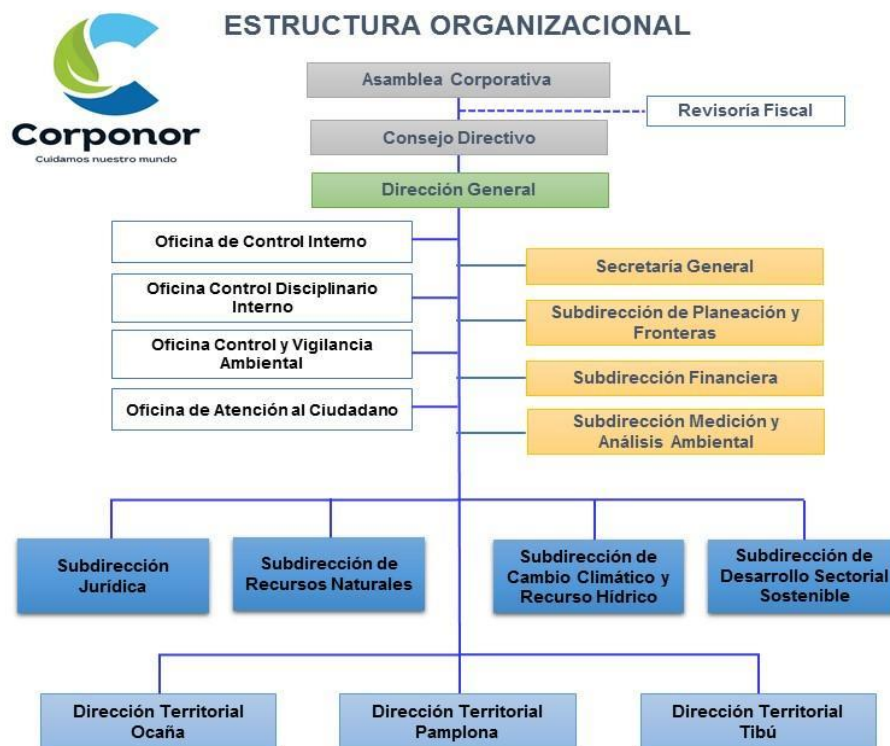 ESTRUCTURA ORGANIZACIONAL
Corponor
Cuidamos nuestro mundo
Asamblea Corporativa
Revisoría Fiscal
Consejo Directivo
Dirección General
Oficina de Control Interno
Secretaría General
Oficina Control Disciplinario
Interno
Subdirección de Planeación y
Fronteras
Oficina Control y Vigilancia
Ambiental
Subdirección Financiera
Oficina de Atención al Ciudadano
Subdirección Medición y
Análisis Ambiental
Subdirección
Jurídica
Subdirección de
Recursos Naturales
Subdirección de
Cambio Climático y
Recurso Hídrico
Subdirección de
Desarrollo Sectorial
Sostenible
Dirección Territorial
Ocaña
Dirección Territorial
Pamplona
Dirección Territorial
Tibú